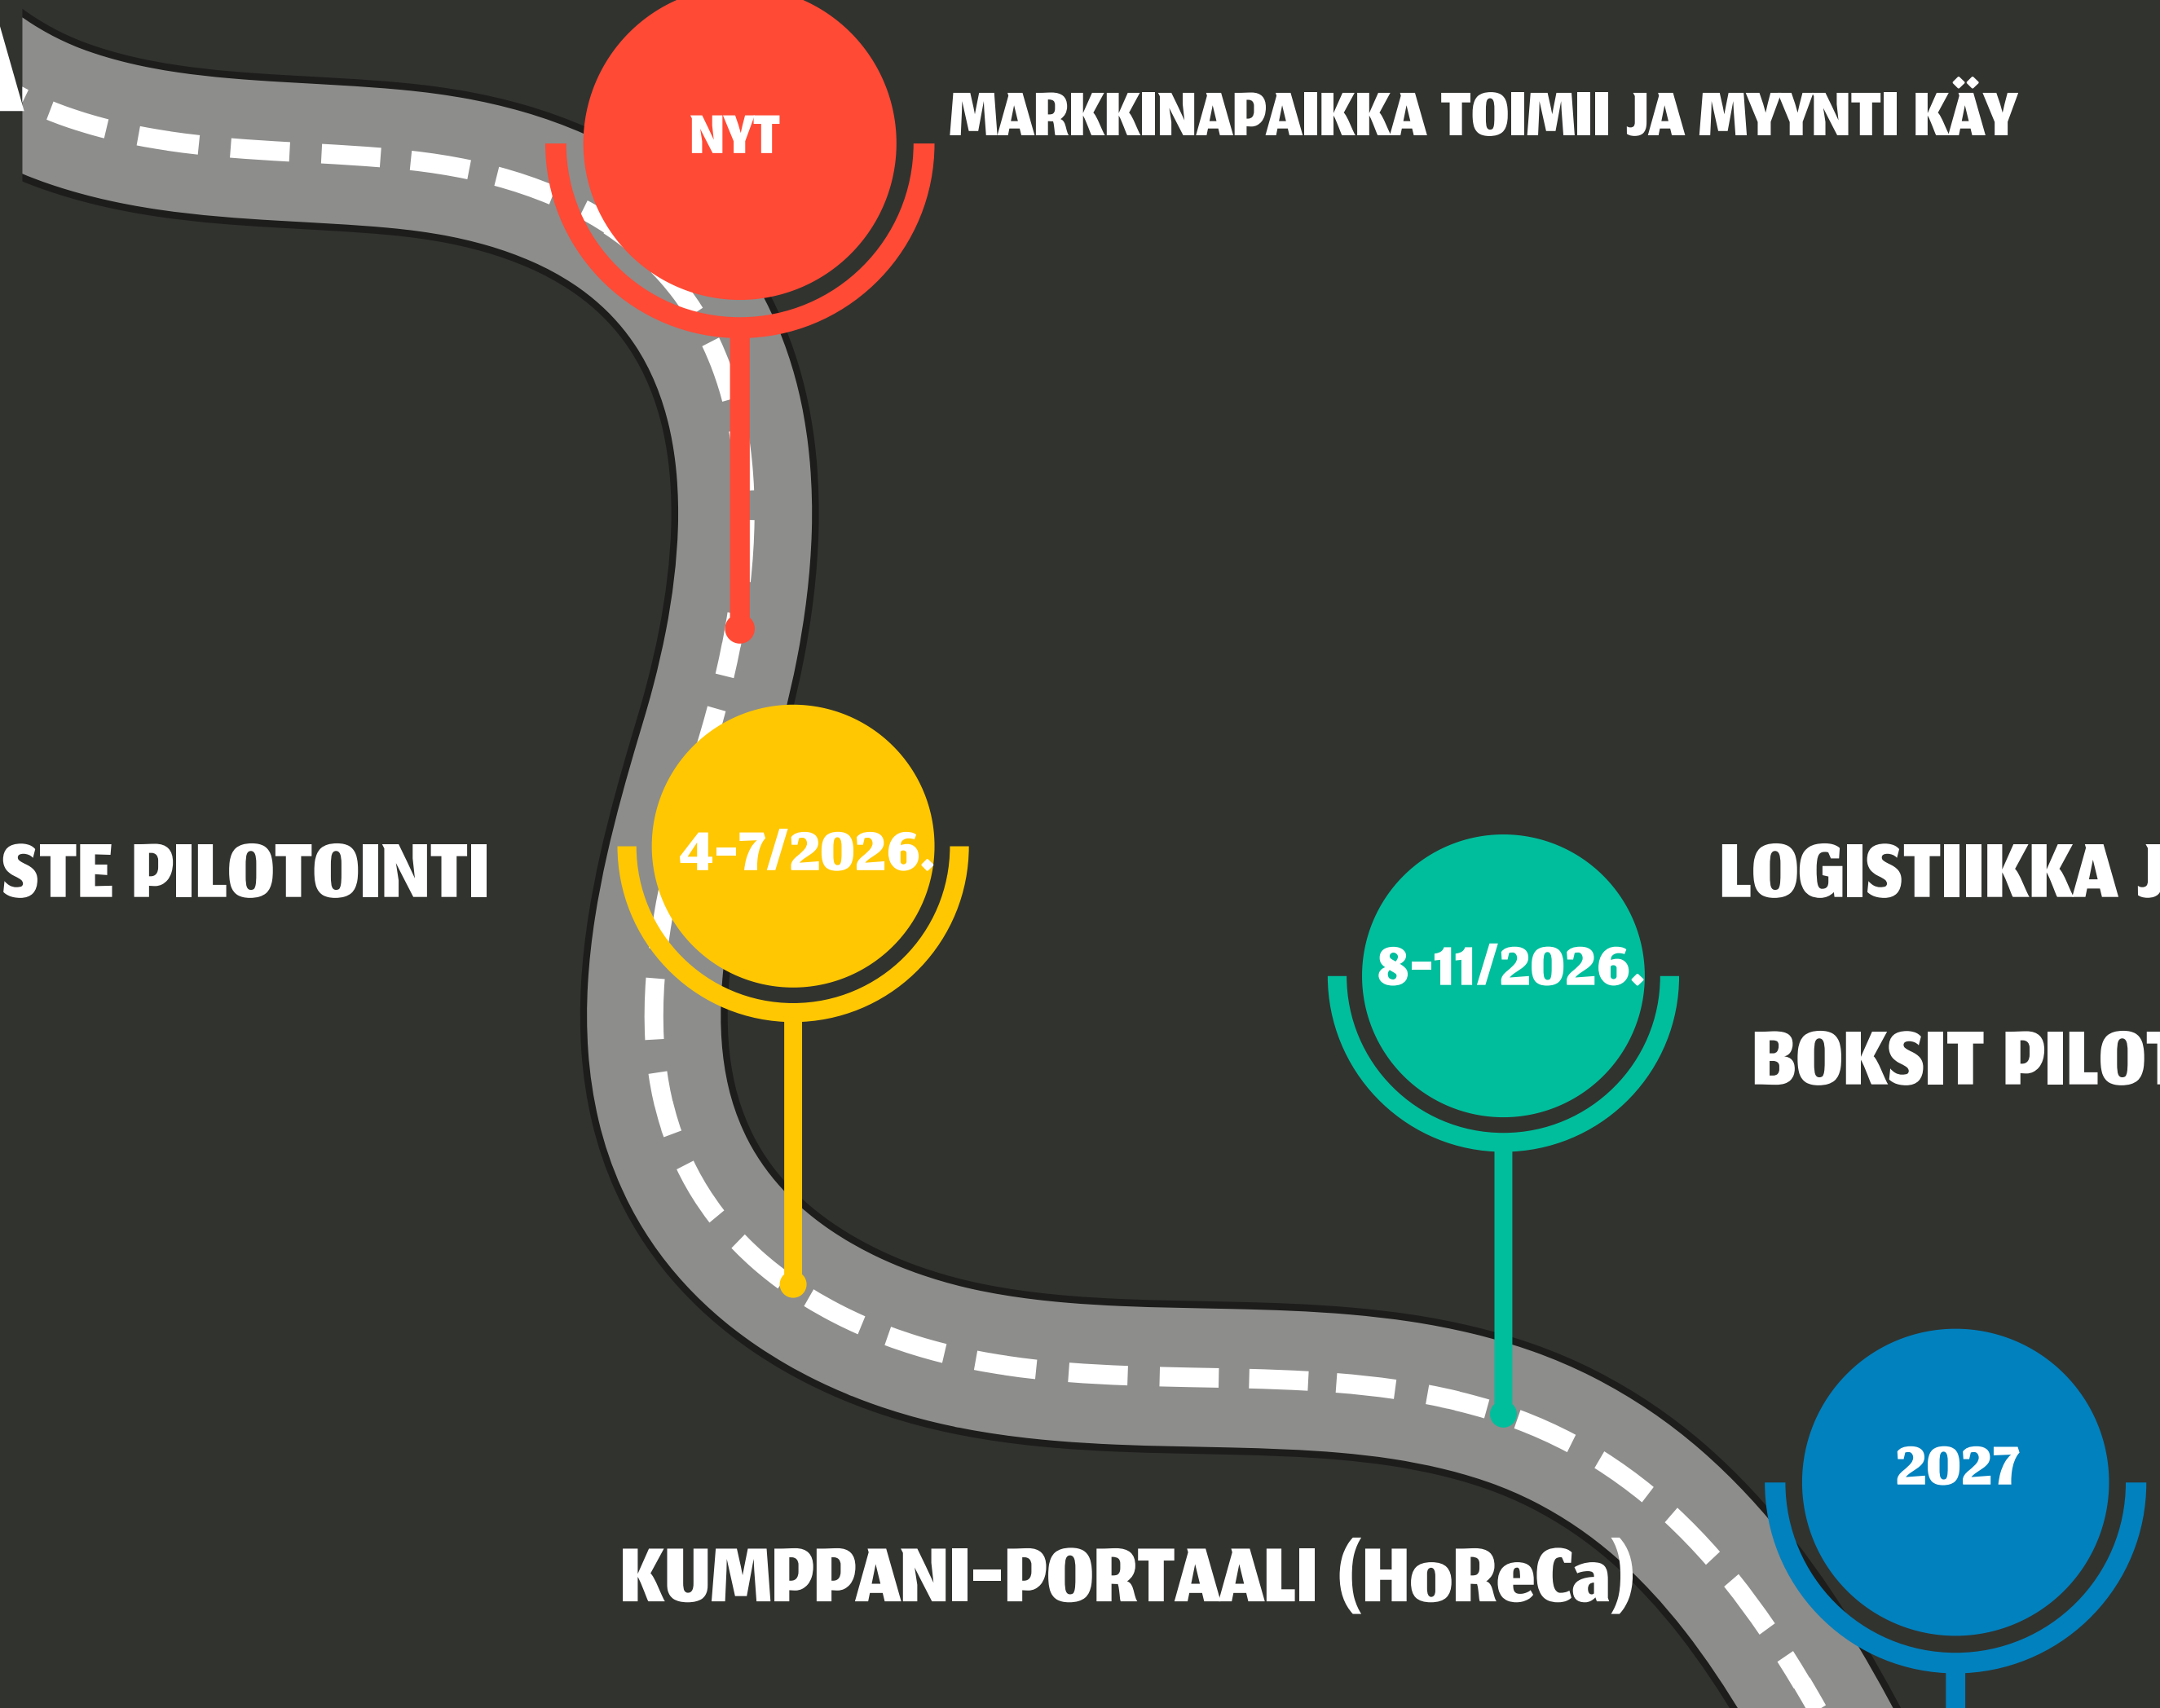 NYT
MARKKINAPAIKKA TOIMII JA MYYNTI KÄY
STE PILOTOINTI
4-7/2026.
LOGISTIIKKA J
8-11/2026.
BOKSIT PILOT
2027
KUMPPANI-PORTAALI (HoReCa)